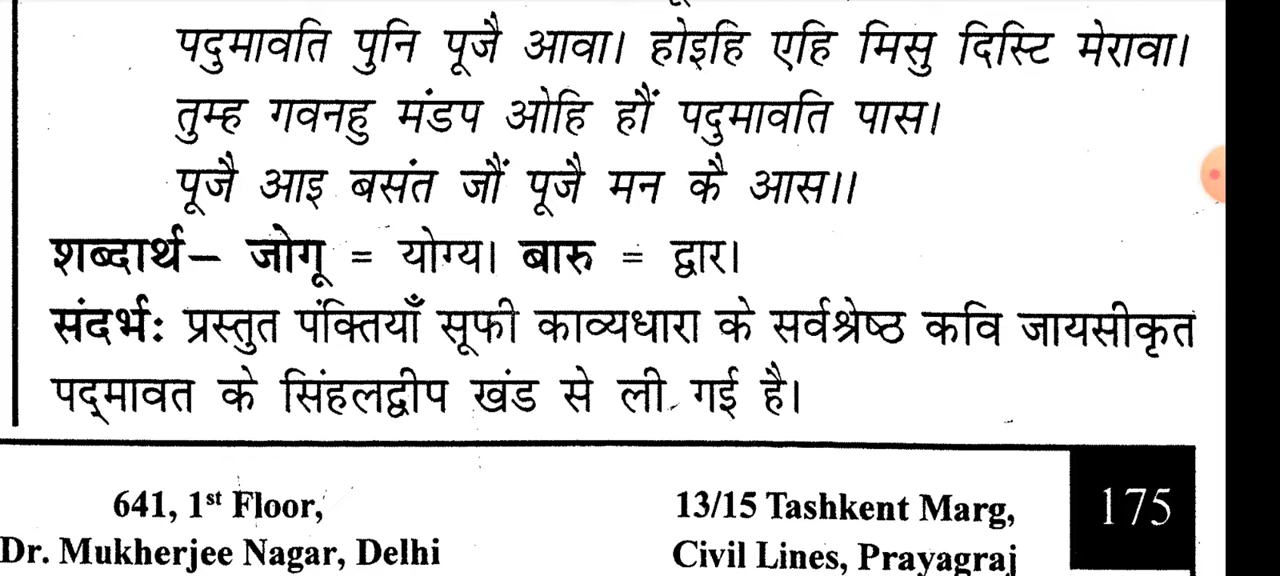 पदुमावति पुनि पूजै आवा। होइहि एहि मिसु दिस्टि मेरावा।
तुम्ह गवनहु मंडप ओहि हौं पदुमावति पास।
पूजै आइ बसंत जौं पूजै मन कै आस।।
शब्दार्थ– जोगू = योग्य। बारु = द्वार।
संदर्भः प्रस्तुत पंक्तियाँ सूफी काव्यधारा के सर्वश्रेष्ठ कवि जायसीकृत
पद्मावत के सिंहलद्वीप खंड से ली गई है।
641, 1st Floor,
Dr. Mukherjee Nagar, Delhi
13/15 Tashkent Marg,
Civil Lines, Prayagraj
175